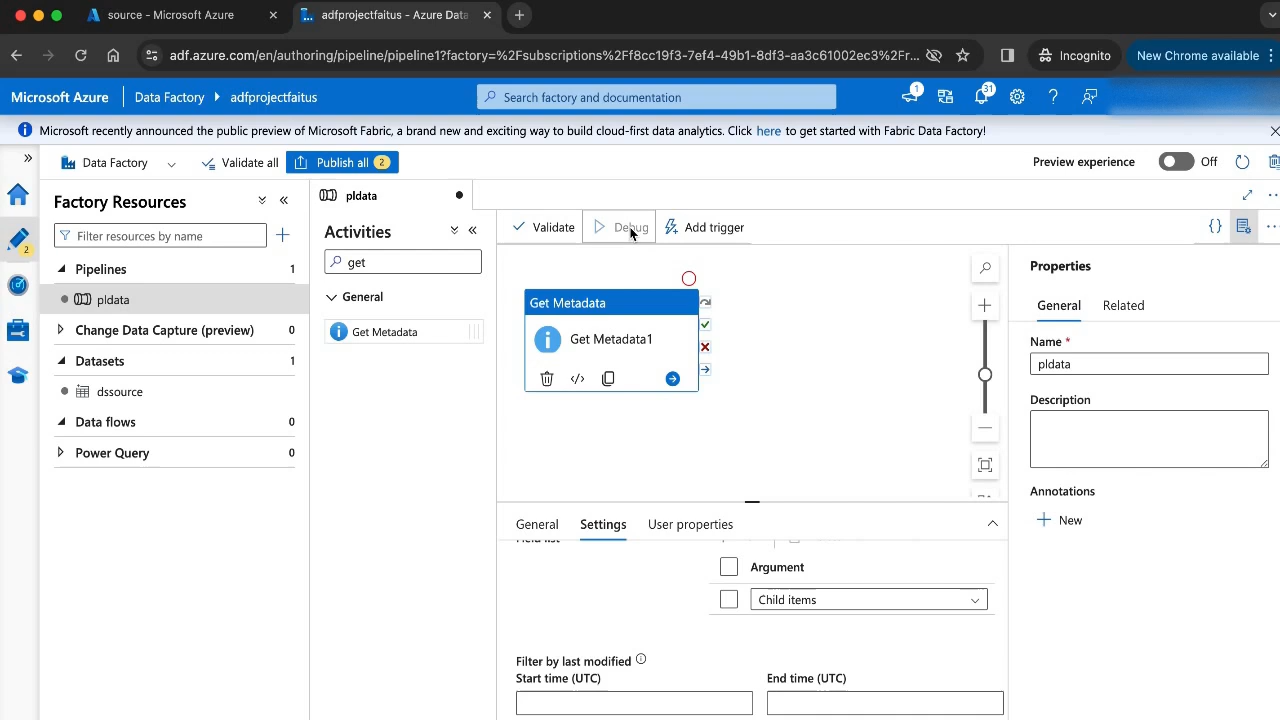 source - Microsoft Azure
adfprojectfaitus - Azure Data
adf.azure.com/en/authoring/pipeline/pipeline1?factory=%2Fsubscriptions%2Ff8cc19f3-7ef4-49b1-8df3-aa3c61002ec3%2Fr...
Incognito
New Chrome available
Microsoft Azure
Data Factory
adfprojectfaitus
Search factory and documentation
1
31
Microsoft recently announced the public preview of Microsoft Fabric, a brand new and exciting way to build cloud-first data analytics. Click here to get started with Fabric Data Factory!
Data Factory
Validate all
Publish all 2
Preview experience
Off
2
Factory Resources
Filter resources by name
Pipelines 1
pldata
Change Data Capture (preview) 0
Datasets 1
dssource
Data flows 0
Power Query 0
pldata
Activities
get
General
Get Metadata
Validate
Debug
Add trigger
Get Metadata
Get Metadata1
General
Settings
User properties
Field list
Argument
Child items
Filter by last modified
Start time (UTC)
End time (UTC)
Properties
General
Related
Name *
pldata
Description
Annotations
New